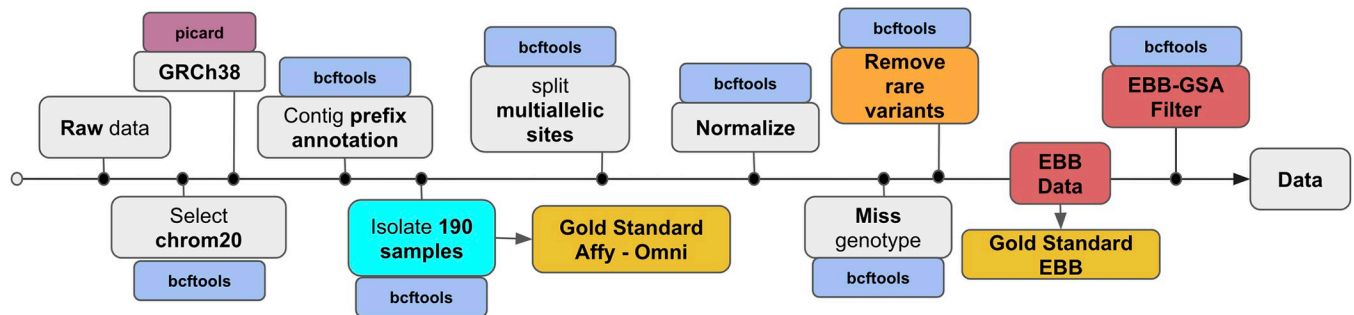 Raw data
Select
chrom20
bcftools
picard
GRCh38
bcftools
Contig prefix
annotation
Isolate 190
samples
bcftools
Gold Standard
Affy - Omni
bcftools
split
multiallelic
sites
bcftools
Normalize
Miss
genotype
bcftools
bcftools
Remove
rare
variants
EBB
Data
Gold Standard
EBB
bcftools
EBB-GSA
Filter
Data